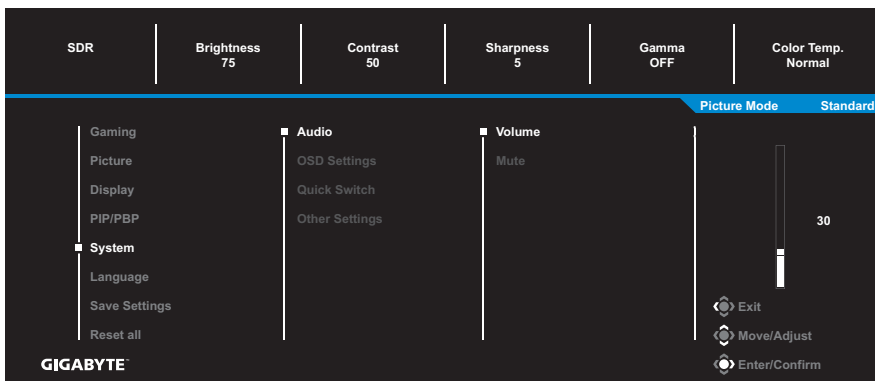 SDR
Brightness
75
Contrast
50
Sharpness
5
Gamma
OFF
Color Temp.
Normal
Picture Mode Standard
Gaming
Picture
Display
PIP/PBP
System
Language
Save Settings
Reset all
Audio
OSD Settings
Quick Switch
Other Settings
Volume
Mute
30
Exit
Move/Adjust
Enter/Confirm
GIGABYTE™